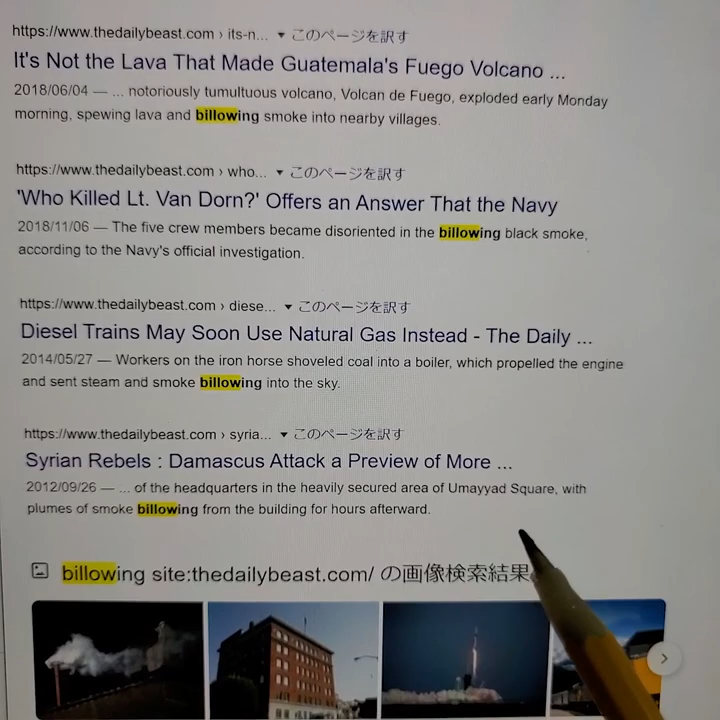 https://www.thedailybeast.com › its-n... ▼ このページを訳す
It's Not the Lava That Made Guatemala's Fuego Volcano ...
2018/06/04 — ... notoriously tumultuous volcano, Volcan de Fuego, exploded early Monday
morning, spewing lava and billowing smoke into nearby villages.
https://www.thedailybeast.com › who... ▼ このページを訳す
'Who Killed Lt. Van Dorn?' Offers an Answer That the Navy
2018/11/06 — The five crew members became disoriented in the billowing black smoke,
according to the Navy's official investigation.
https://www.thedailybeast.com › diese... ▼ このページを訳す
Diesel Trains May Soon Use Natural Gas Instead - The Daily ...
2014/05/27 — Workers on the iron horse shoveled coal into a boiler, which propelled the engine
and sent steam and smoke billowing into the sky.
https://www.thedailybeast.com › syria... ▼ このページを訳す
Syrian Rebels : Damascus Attack a Preview of More ...
2012/09/26 — ... of the headquarters in the heavily secured area of Umayyad Square, with
plumes of smoke billowing from the building for hours afterward.
billowing site:thedailybeast.com/ の画像検索結果